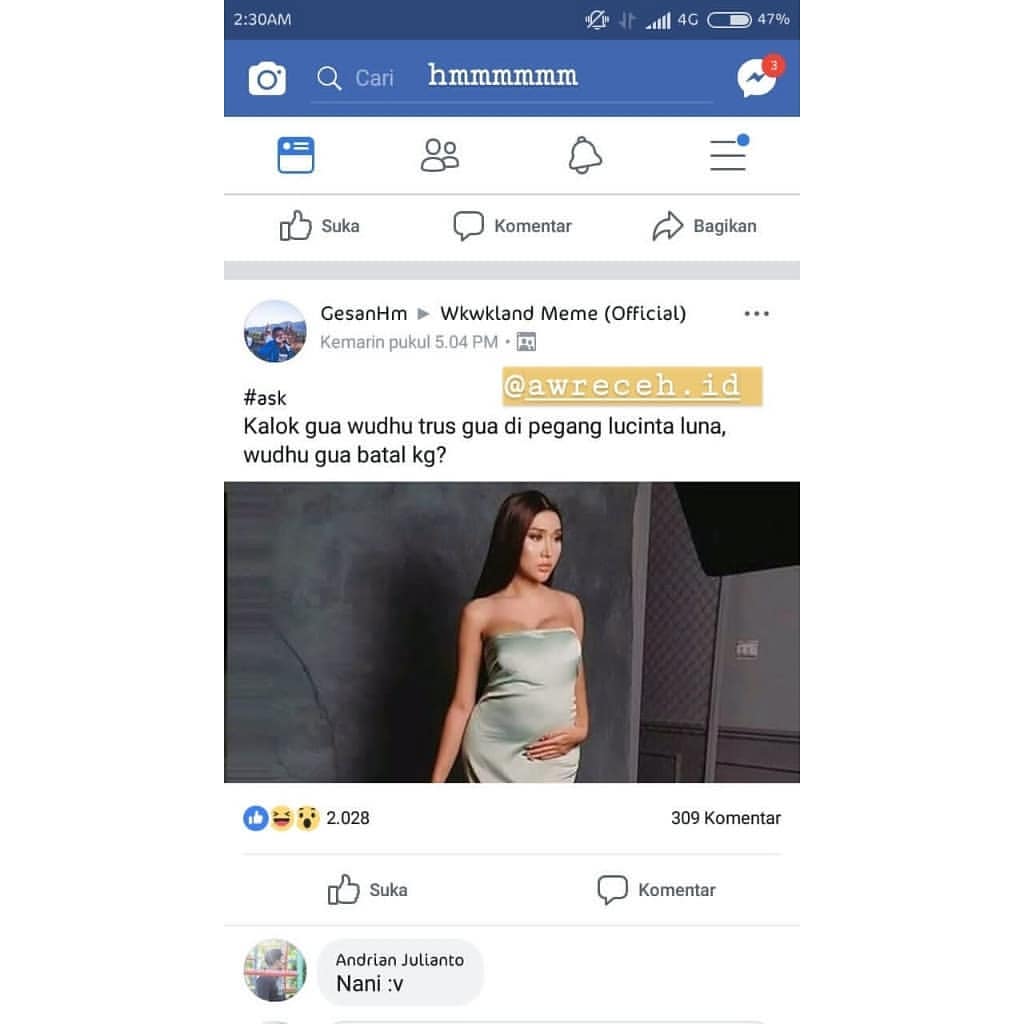 2:30AM 4G 47%
Cari hmmmmmm 3
Suka Komentar Bagikan
GesanHm ▶ Wkwkland Meme (Official)
Kemarin pukul 5.04 PM •
@awreceh.id
#ask
Kalok gua wudhu trus gua di pegang lucinta luna,
wudhu gua batal kg?
2.028 309 Komentar
Suka Komentar
Andrian Julianto
Nani :v